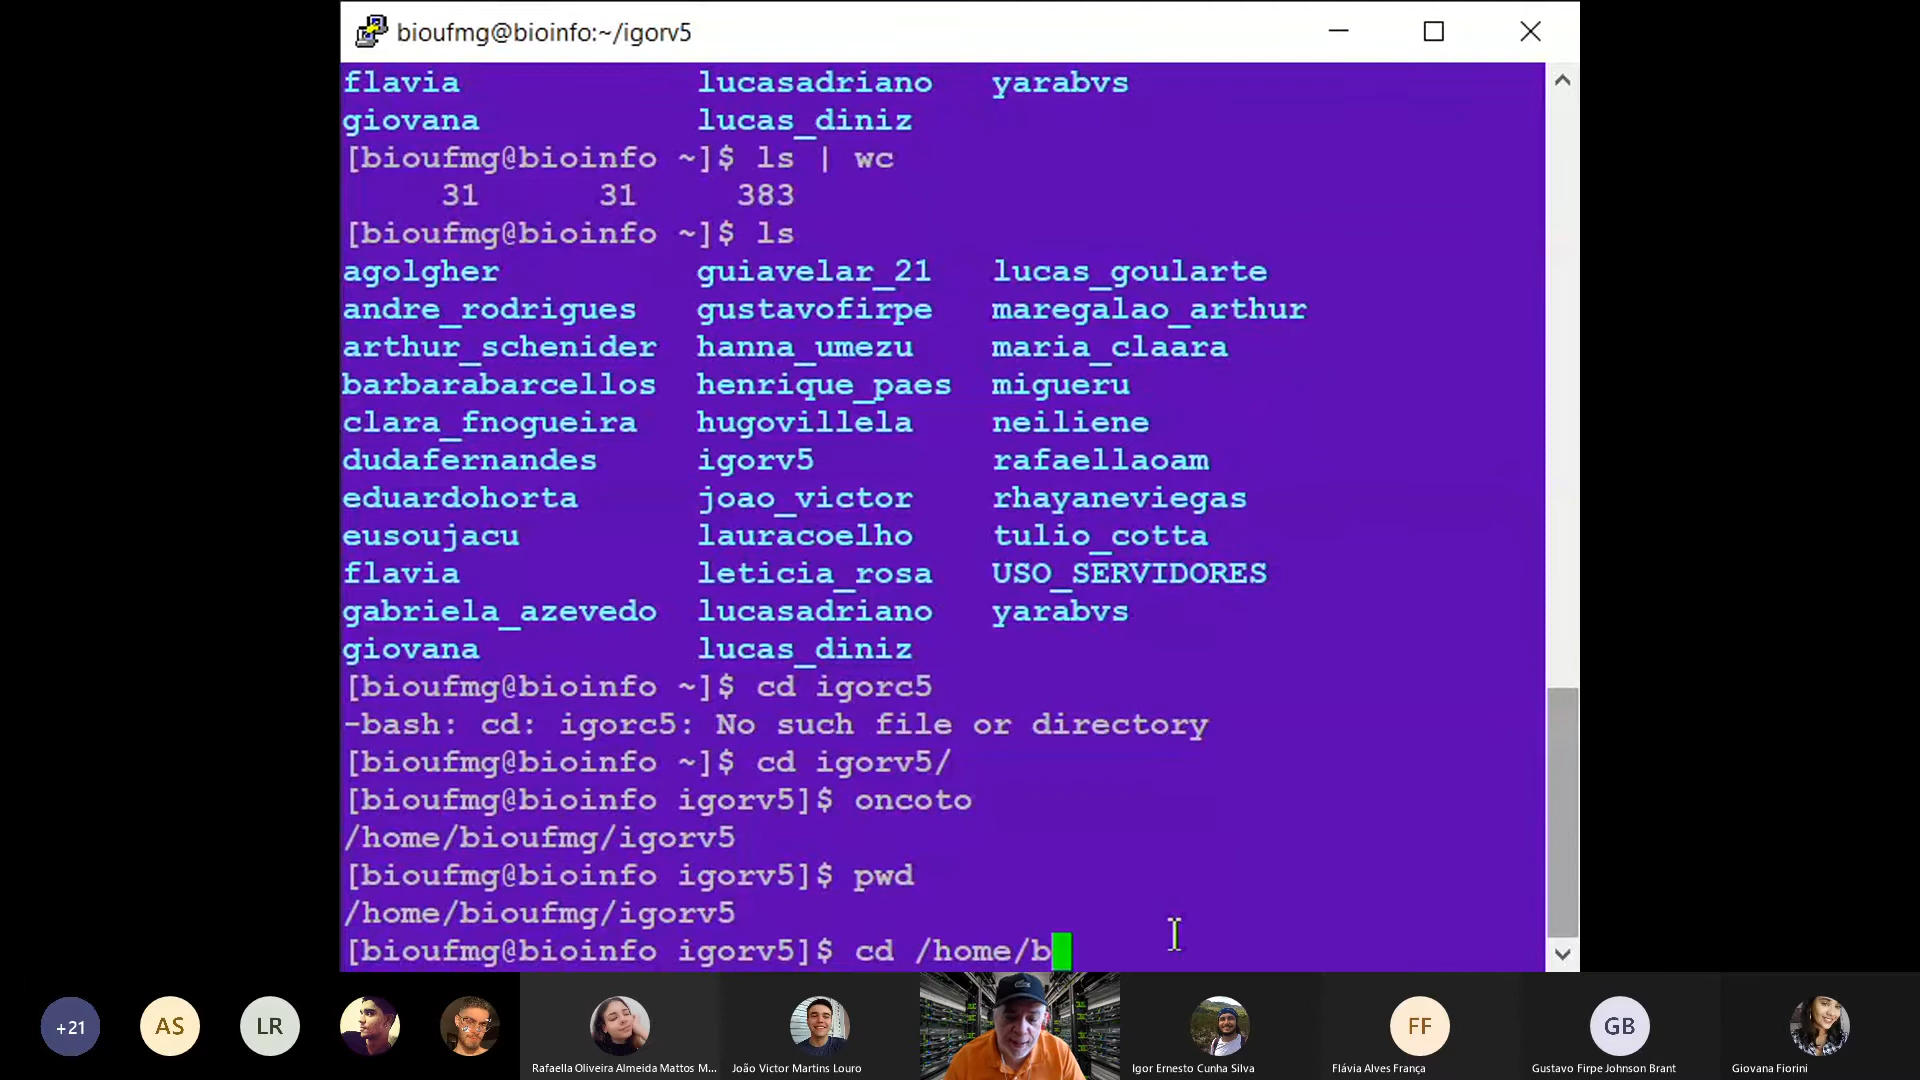 bioufmg@bioinfo:~/igorv5
flavia lucasadriano yarabvs
giovana lucas_diniz
[bioufmg@bioinfo ~]$ ls | wc
31 31 383
[bioufmg@bioinfo ~]$ ls
agolgher guiavelar_21 lucas_goularte
andre_rodrigues gustavofirpe maregalao_arthur
arthur_schenider hanna_umezu maria_claara
barbarabarcellos henrique_paes migueru
clara_fnogueira hugovillela neiliene
dudafernandes igorv5 rafaellaoam
eduardohorta joao_victor rhayaneviegas
eusoujacu lauracoelho tulio_cotta
flavia leticia_rosa USO_SERVIDORES
gabriela_azevedo lucasadriano yarabvs
giovana lucas_diniz
[bioufmg@bioinfo ~]$ cd igorc5
-bash: cd: igorc5: No such file or directory
[bioufmg@bioinfo ~]$ cd igorv5/
[bioufmg@bioinfo igorv5]$ oncoto
/home/bioufmg/igorv5
[bioufmg@bioinfo igorv5]$ pwd
/home/bioufmg/igorv5
[bioufmg@bioinfo igorv5]$ cd /home/b
+21 AS LR FF GB
Rafaella Oliveira Almeida Mattos M... João Victor Martins Louro Igor Ernesto Cunha Silva Flávia Alves França Gustavo Firpe Johnson Brant Giovana Fiorini